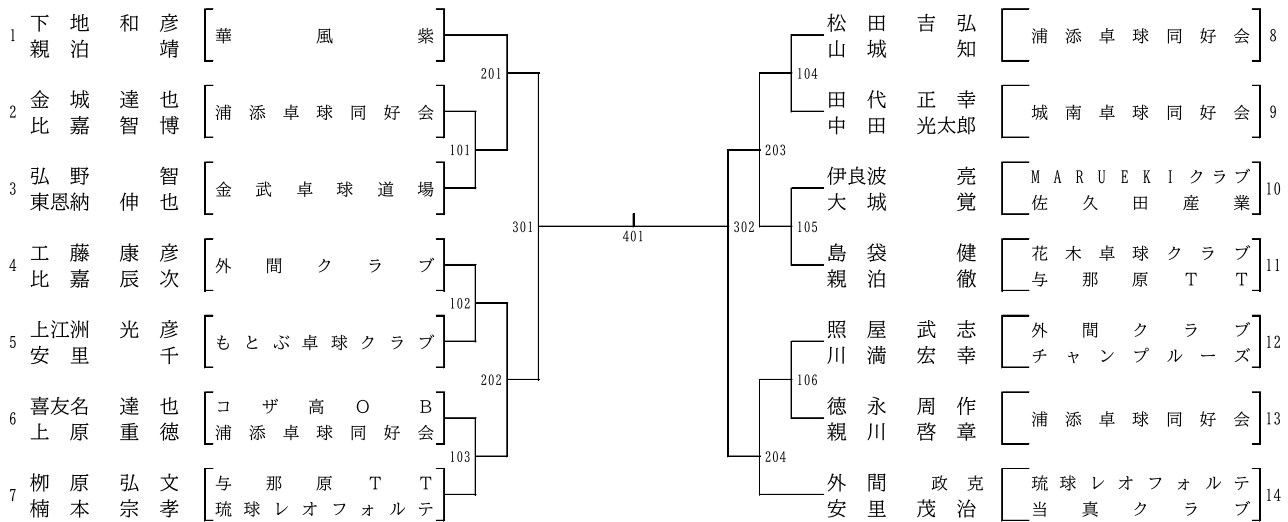 1 下地 和彦 華風紫
親泊 靖
201
2 金城 達也 浦添卓球同好会
比嘉 智博
101
3 弘野 智 金武卓球道場
東恩納 伸也
301
4 工藤 康彦 外間クラブ
比嘉 辰次
102
5 上江洲 光彦 もとぶ卓球クラブ
安里 千
202
6 喜友名 達也 コザ高OB
上原 重徳 浦添卓球同好会
103
7 栁原 弘文 与那原TT
楠本 宗孝 琉球レオフォルテ
401
松田 吉弘 浦添卓球同好会 8
山城 知
104
田代 正幸 城南卓球同好会 9
中田 光太郎
203
伊良波 亮 MARUEKIクラブ 10
大城 覚 佐久田産業
302
105
島袋 健 花木卓球クラブ 11
親泊 徹 与那原TT
照屋 武志 外間クラブ 12
川満 宏幸 チャンプルーズ
106
徳永 周作 浦添卓球同好会 13
親川 啓章
204
外間 政克 琉球レオフォルテ 14
安里 茂治 当真クラブ